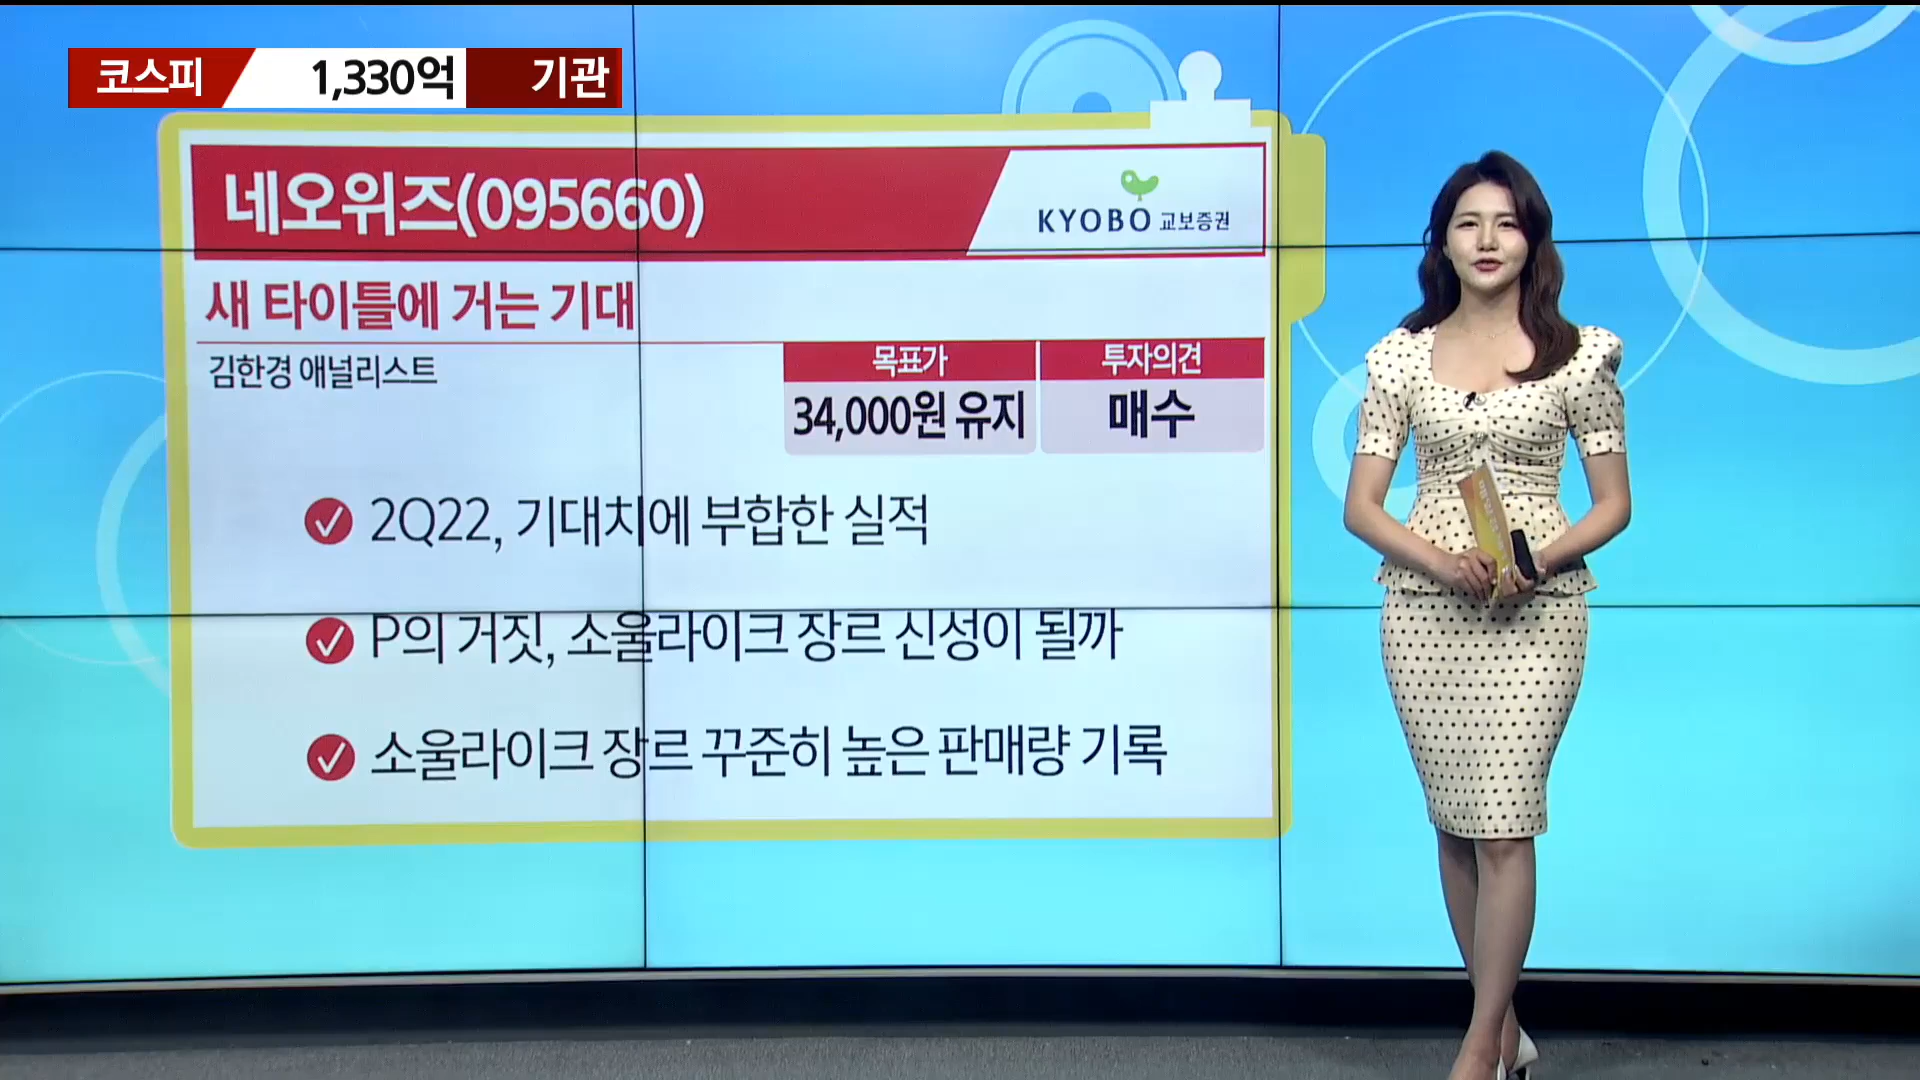 코스피 1,330억 기관
네오위즈(095660)
KYOBO 교보증권
새 타이틀에 거는 기대
김한경 애널리스트
목표가 투자의견
34,000원 유지 매수
2Q22, 기대치에 부합한 실적
P의 거짓, 소울라이크 장르 신성이 될까
소울라이크 장르 꾸준히 높은 판매량 기록